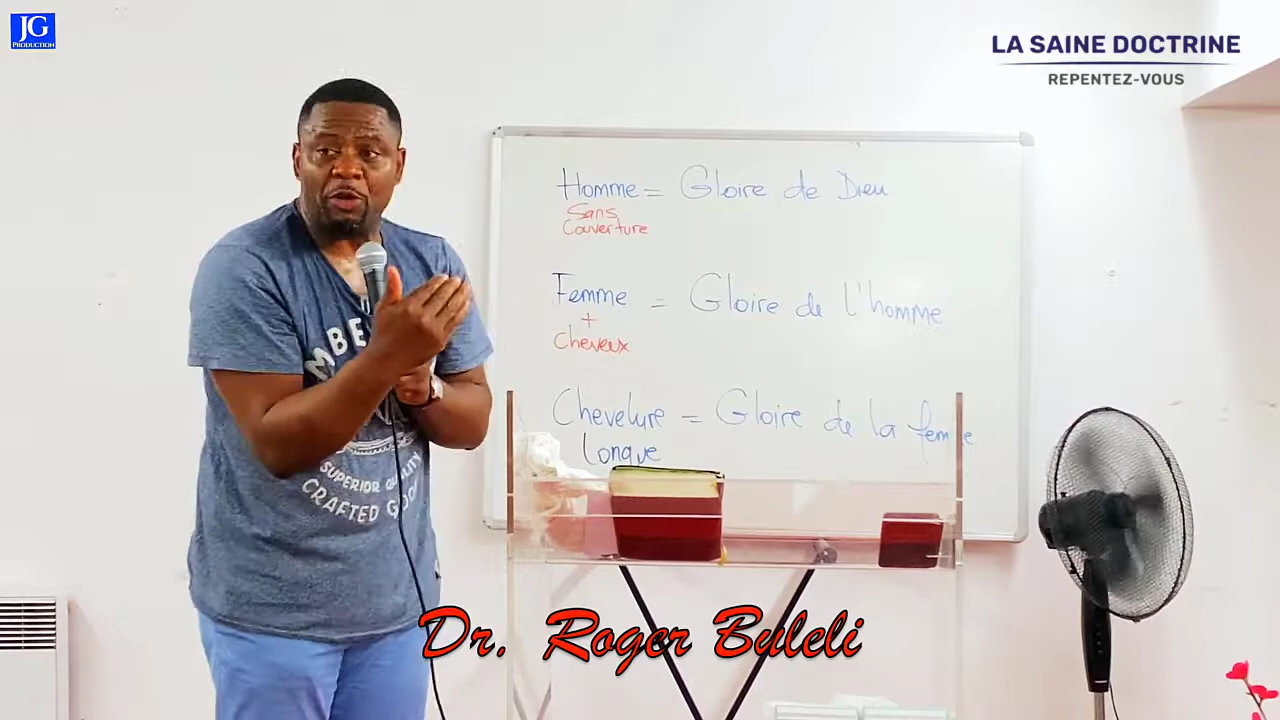 JG
PRODUCTION
LA SAINE DOCTRINE
REPENTEZ-VOUS
Homme = Gloire de Dieu
Sans
Couverture
Femme = Gloire de l'homme
+
Cheveux
Chevelure = Gloire de la femme
Longue
MBE
SUPERIOR QUALITY
CRAFTED GO
Dr. Roger Buleli